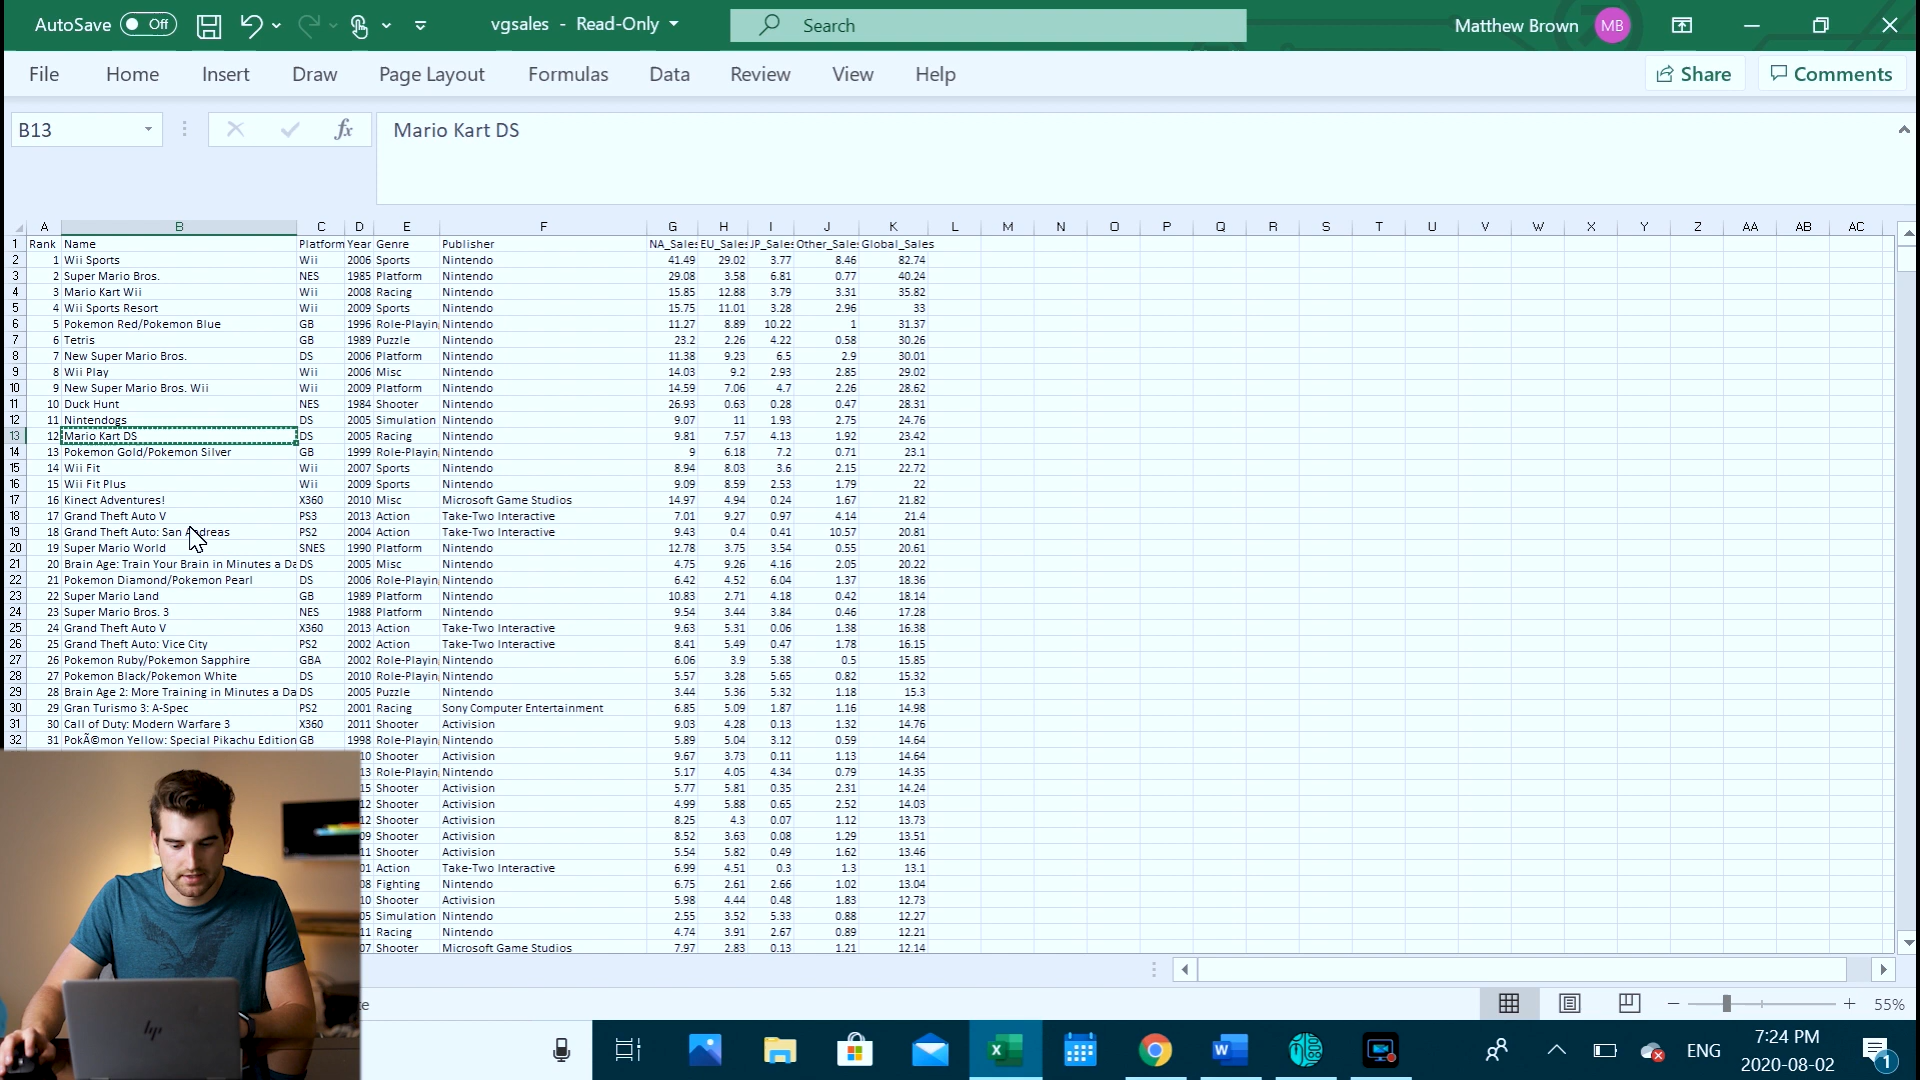 AutoSave Off vgsales - Read-Only Search Matthew Brown MB
File Home Insert Draw Page Layout Formulas Data Review View Help Share Comments
B13 fx Mario Kart DS
A B C D E F G H I J K L M N O P Q R S T U V W X Y Z AA AB AC
1 Rank Name Platform Year Genre Publisher NA_Sales EU_Sales JP_Sales Other_Sales Global_Sales
2 1 Wii Sports Wii 2006 Sports Nintendo 41.49 29.02 3.77 8.46 82.74
3 2 Super Mario Bros. NES 1985 Platform Nintendo 29.08 3.58 6.81 0.77 40.24
4 3 Mario Kart Wii Wii 2008 Racing Nintendo 15.85 12.88 3.79 3.31 35.82
5 4 Wii Sports Resort Wii 2009 Sports Nintendo 15.75 11.01 3.28 2.96 33
6 5 Pokemon Red/Pokemon Blue GB 1996 Role-Playin Nintendo 11.27 8.89 10.22 1 31.37
7 6 Tetris GB 1989 Puzzle Nintendo 23.2 2.26 4.22 0.58 30.26
8 7 New Super Mario Bros. DS 2006 Platform Nintendo 11.38 9.23 6.5 2.9 30.01
9 8 Wii Play Wii 2006 Misc Nintendo 14.03 9.2 2.93 2.85 29.02
10 9 New Super Mario Bros. Wii Wii 2009 Platform Nintendo 14.59 7.06 4.7 2.26 28.62
11 10 Duck Hunt NES 1984 Shooter Nintendo 26.93 0.63 0.28 0.47 28.31
12 11 Nintendogs DS 2005 Simulation Nintendo 9.07 11 1.93 2.75 24.76
13 12 Mario Kart DS DS 2005 Racing Nintendo 9.81 7.57 4.13 1.92 23.42
14 13 Pokemon Gold/Pokemon Silver GB 1999 Role-Playin Nintendo 9 6.18 7.2 0.71 23.1
15 14 Wii Fit Wii 2007 Sports Nintendo 8.94 8.03 3.6 2.15 22.72
16 15 Wii Fit Plus Wii 2009 Sports Nintendo 9.09 8.59 2.53 1.79 22
17 16 Kinect Adventures! X360 2010 Misc Microsoft Game Studios 14.97 4.94 0.24 1.67 21.82
18 17 Grand Theft Auto V PS3 2013 Action Take-Two Interactive 7.01 9.27 0.97 4.14 21.4
19 18 Grand Theft Auto: San Andreas PS2 2004 Action Take-Two Interactive 9.43 0.4 0.41 10.57 20.81
20 19 Super Mario World SNES 1990 Platform Nintendo 12.78 3.75 3.54 0.55 20.61
21 20 Brain Age: Train Your Brain in Minutes a Da DS 2005 Misc Nintendo 4.75 9.26 4.16 2.05 20.22
22 21 Pokemon Diamond/Pokemon Pearl DS 2006 Role-Playin Nintendo 6.42 4.52 6.04 1.37 18.36
23 22 Super Mario Land GB 1989 Platform Nintendo 10.83 2.71 4.18 0.42 18.14
24 23 Super Mario Bros. 3 NES 1988 Platform Nintendo 9.54 3.44 3.84 0.46 17.28
25 24 Grand Theft Auto V X360 2013 Action Take-Two Interactive 9.63 5.31 0.06 1.38 16.38
26 25 Grand Theft Auto: Vice City PS2 2002 Action Take-Two Interactive 8.41 5.49 0.47 1.78 16.15
27 26 Pokemon Ruby/Pokemon Sapphire GBA 2002 Role-Playin Nintendo 6.06 3.9 5.38 0.5 15.85
28 27 Pokemon Black/Pokemon White DS 2010 Role-Playin Nintendo 5.57 3.28 5.65 0.82 15.32
29 28 Brain Age 2: More Training in Minutes a Da DS 2005 Puzzle Nintendo 3.44 5.36 5.32 1.18 15.3
30 29 Gran Turismo 3: A-Spec PS2 2001 Racing Sony Computer Entertainment 6.85 5.09 1.87 1.16 14.98
31 30 Call of Duty: Modern Warfare 3 X360 2011 Shooter Activision 9.03 4.28 0.13 1.32 14.76
32 31 PokÃ©mon Yellow: Special Pikachu Edition GB 1998 Role-Playin Nintendo 5.89 5.04 3.12 0.59 14.64
10 Shooter Activision 9.67 3.73 0.11 1.13 14.64
13 Role-Playin Nintendo 5.17 4.05 4.34 0.79 14.35
15 Shooter Activision 5.77 5.81 0.35 2.31 14.24
12 Shooter Activision 4.99 5.88 0.65 2.52 14.03
12 Shooter Activision 8.25 4.3 0.07 1.12 13.73
09 Shooter Activision 8.52 3.63 0.08 1.29 13.51
11 Shooter Activision 5.54 5.82 0.49 1.62 13.46
01 Action Take-Two Interactive 6.99 4.51 0.3 1.3 13.1
08 Fighting Nintendo 6.75 2.61 2.66 1.02 13.04
10 Shooter Activision 5.98 4.44 0.48 1.83 12.73
05 Simulation Nintendo 2.55 3.52 5.33 0.88 12.27
11 Racing Nintendo 4.74 3.91 2.67 0.89 12.21
07 Shooter Microsoft Game Studios 7.97 2.83 0.13 1.21 12.14
55%
hp
ENG 7:24 PM
2020-08-02
1